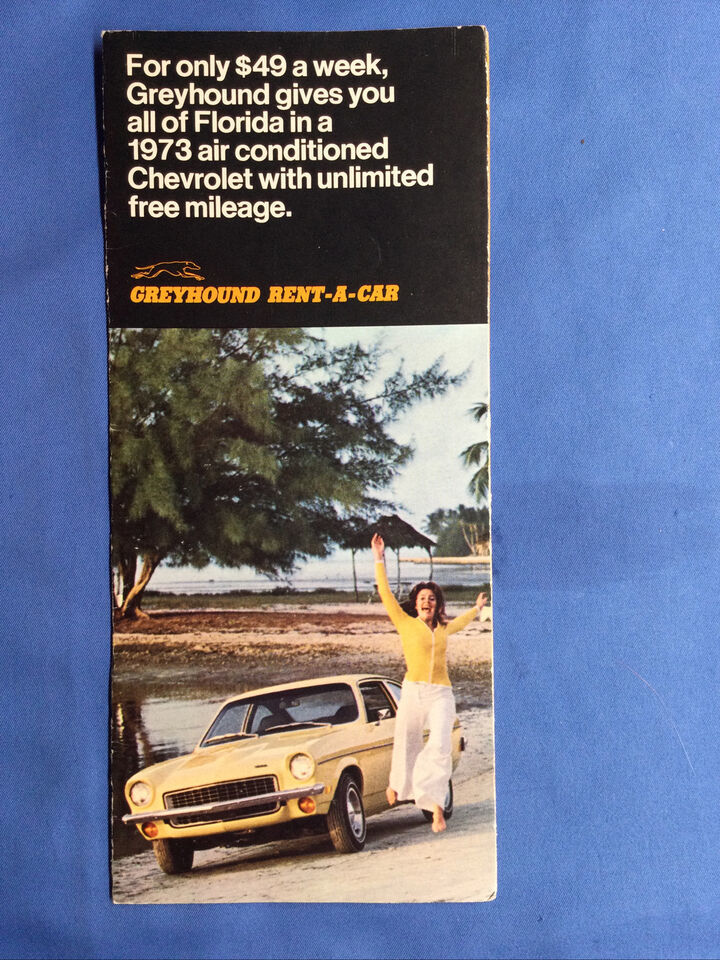 For only $49 a week,
Greyhound gives you
all of Florida in a
1973 air conditioned
Chevrolet with unlimited
free mileage.
GREYHOUND RENT-A-CAR